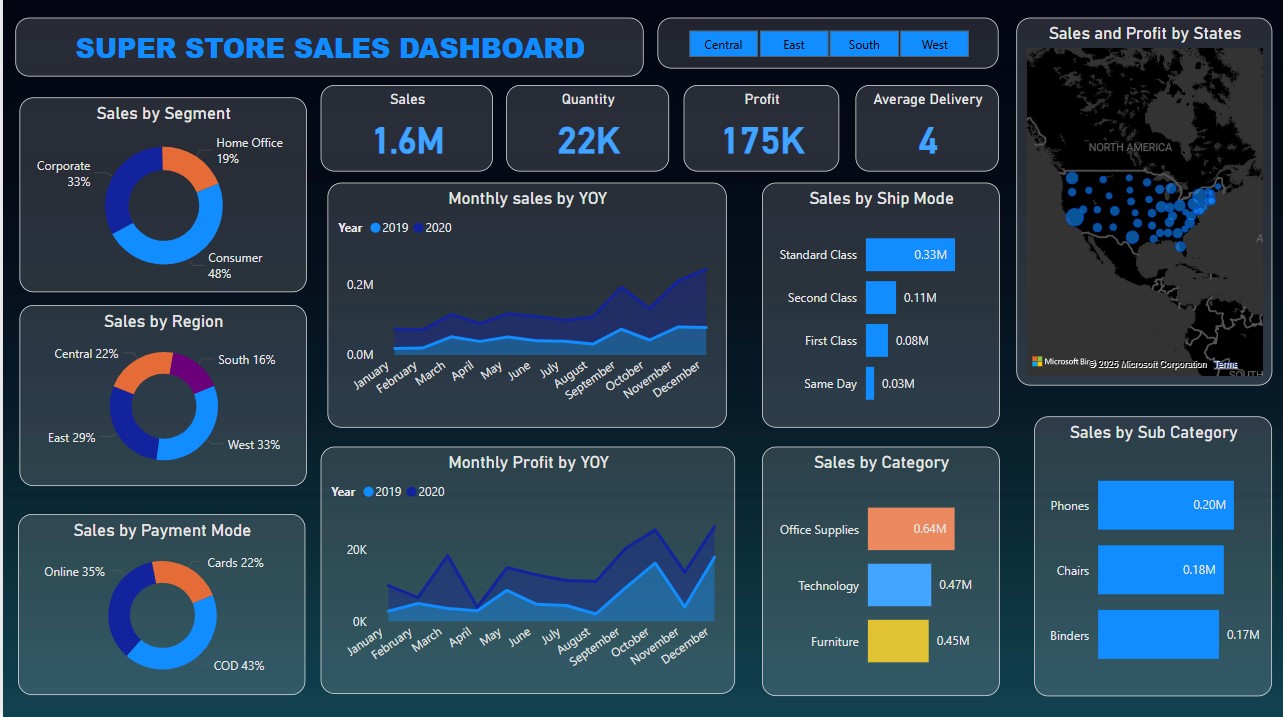 SUPER STORE SALES DASHBOARD
Central East South West
Sales and Profit by States
NORTH AMERICA
Microsoft Bing
© 2025 Microsoft Corporation Terms
Sales by Segment
Home Office
19%
Corporate
33%
Consumer
48%
Sales
1.6M
Quantity
22K
Profit
175K
Average Delivery
4
Monthly sales by YOY
Year 2019 2020
0.2M
0.0M
January February March April May June July August September October November December
Sales by Ship Mode
Standard Class 0.33M
Second Class 0.11M
First Class 0.08M
Same Day 0.03M
Sales by Region
Central 22%
South 16%
East 29%
West 33%
Monthly Profit by YOY
Year 2019 2020
20K
0K
January February March April May June July August September October November December
Sales by Category
Office Supplies 0.64M
Technology 0.47M
Furniture 0.45M
Sales by Sub Category
Phones 0.20M
Chairs 0.18M
Binders 0.17M
Sales by Payment Mode
Cards 22%
Online 35%
COD 43%